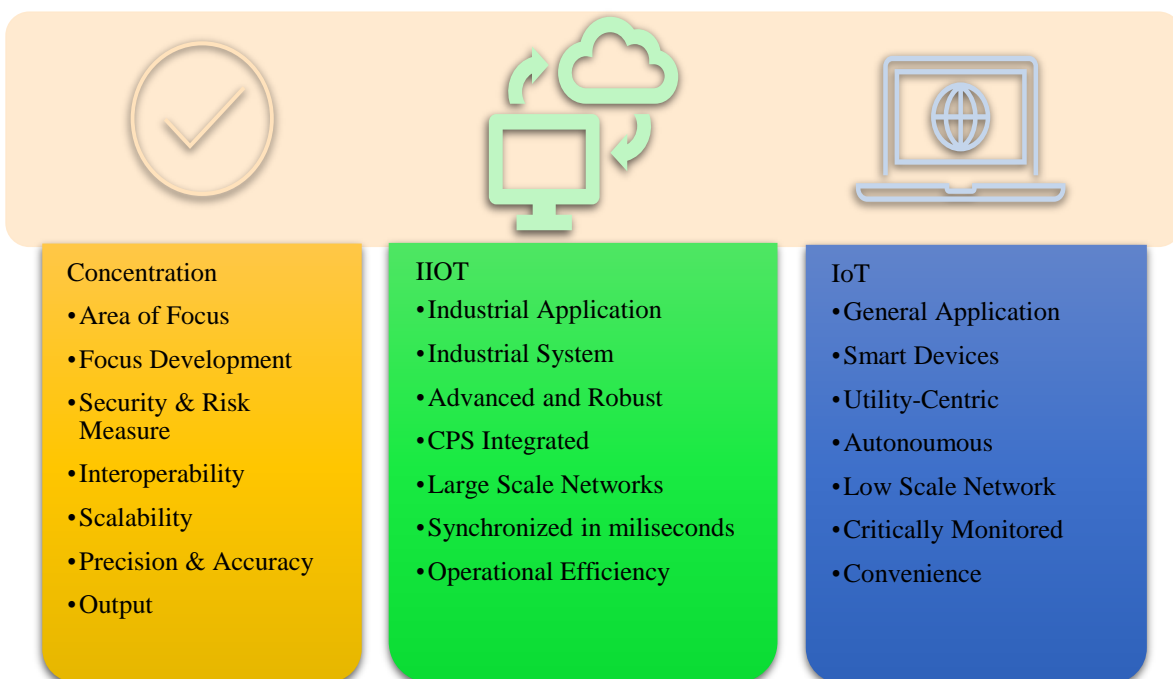 Concentration
•Area of Focus
•Focus Development
•Security & Risk
Measure
•Interoperability
•Scalability
•Precision & Accuracy
•Output
IIOT
•Industrial Application
•Industrial System
•Advanced and Robust
•CPS Integrated
•Large Scale Networks
•Synchronized in miliseconds
•Operational Efficiency
IoT
•General Application
•Smart Devices
•Utility-Centric
•Autonoumous
•Low Scale Network
•Critically Monitored
•Convenience